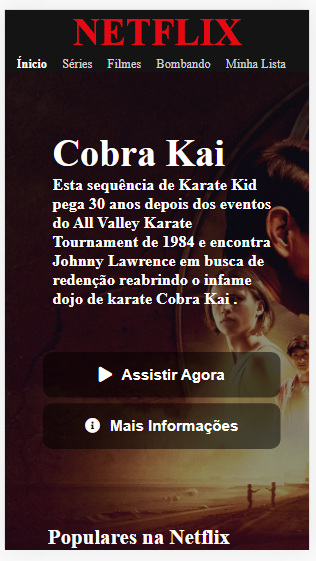 NETFLIX
Ínicio Séries Filmes Bombando Minha Lista
Cobra Kai
Esta sequência de Karate Kid
pega 30 anos depois dos eventos
do All Valley Karate
Tournament de 1984 e encontra
Johnny Lawrence em busca de
redenção reabrindo o infame
dojo de karate Cobra Kai .
Assistir Agora
Mais Informações
Populares na Netflix